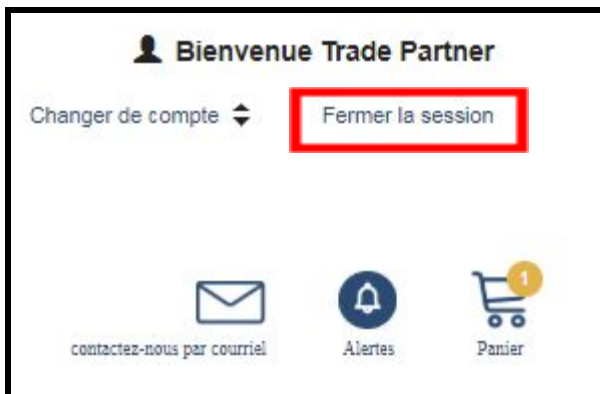 Bienvenue Trade Partner
Changer de compte Fermer la session
1
contactez-nous par courriel Alertes Panier